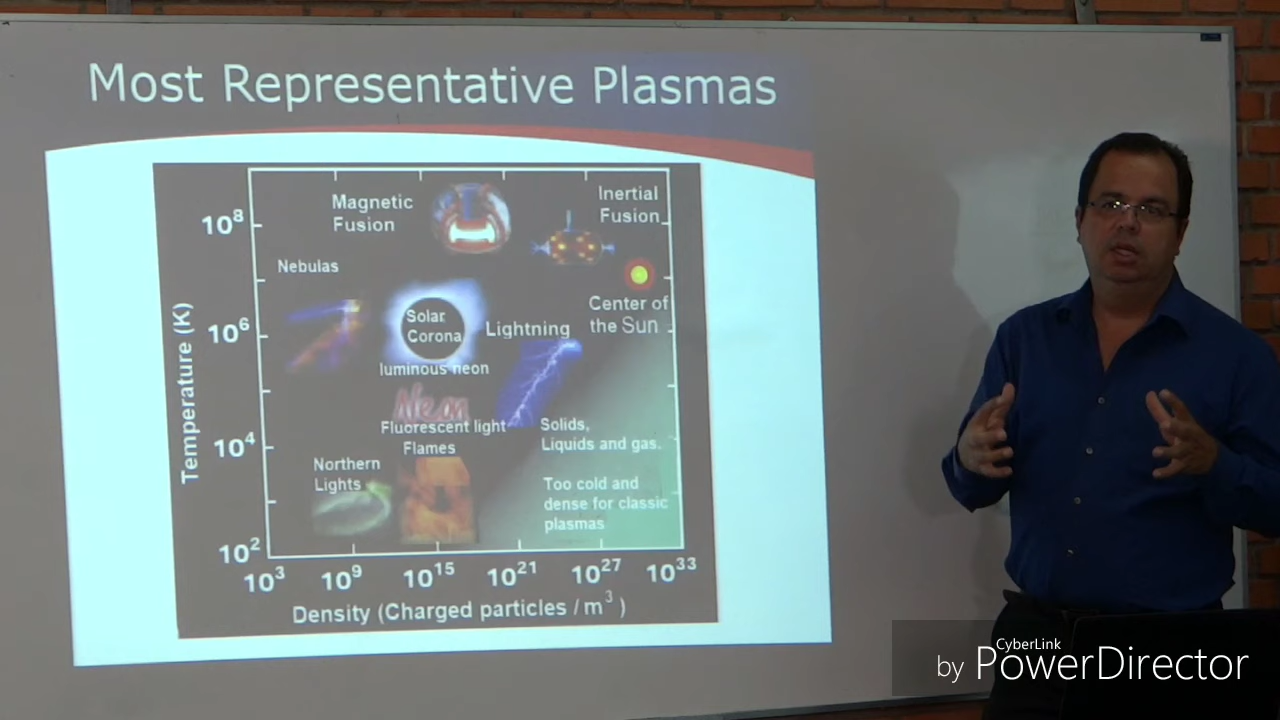 Most Representative Plasmas
Magnetic
Fusion
Inertial
Fusion
Nebulas
Solar
Corona
Lightning
Center of
the Sun
luminous neon
Neon
Fluorescent light
Flames
Northern
Lights
Solids,
Liquids and gas.
Too cold and
dense for classic
plasmas
Temperature (K)
10⁸
10⁶
10⁴
10²
10³ 10⁹ 10¹⁵ 10²¹ 10²⁷ 10³³
Density (Charged particles / m³ )
CyberLink
by PowerDirector